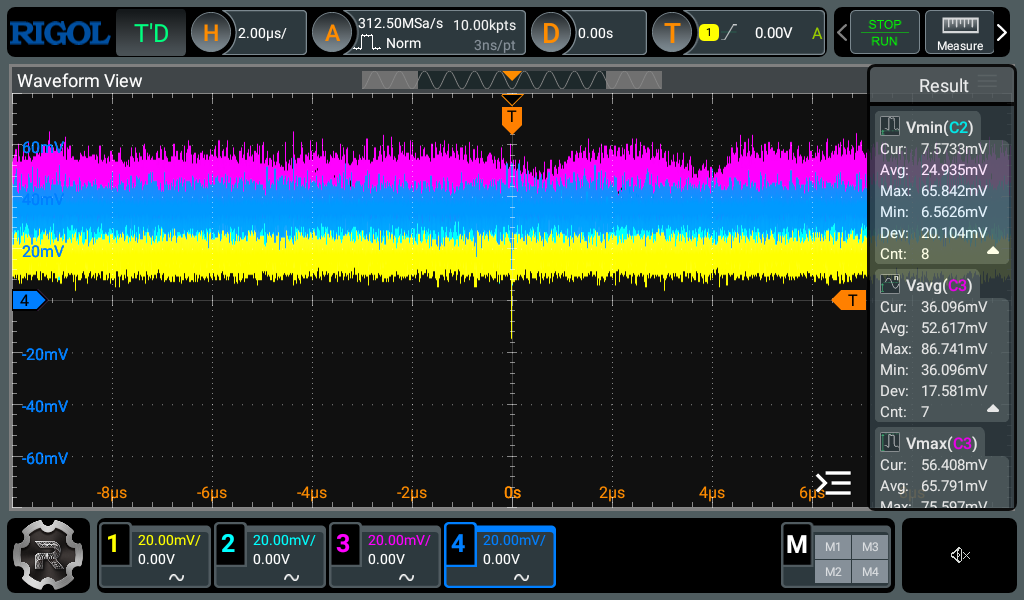 RIGOL T'D H 2.00μs/ A 312.50MSa/s 10.00kpts Norm 3ns/pt D 0.00s T 1 0.00V A STOP RUN Measure
Waveform View
T
60mV
40mV
20mV
4
T
-20mV
-40mV
-60mV
-8μs -6μs -4μs -2μs 0s 2μs 4μs 6μs
Result
Vmin(C2)
Cur: 7.5733mV
Avg: 24.935mV
Max: 65.842mV
Min: 6.5626mV
Dev: 20.104mV
Cnt: 8
Vavg(C3)
Cur: 36.096mV
Avg: 52.617mV
Max: 86.741mV
Min: 36.096mV
Dev: 17.581mV
Cnt: 7
Vmax(C3)
Cur: 56.408mV
Avg: 65.791mV
Max: 75.597mV
R
1 20.00mV/ 0.00V
2 20.00mV/ 0.00V
3 20.00mV/ 0.00V
4 20.00mV/ 0.00V
M M1 M3
M2 M4